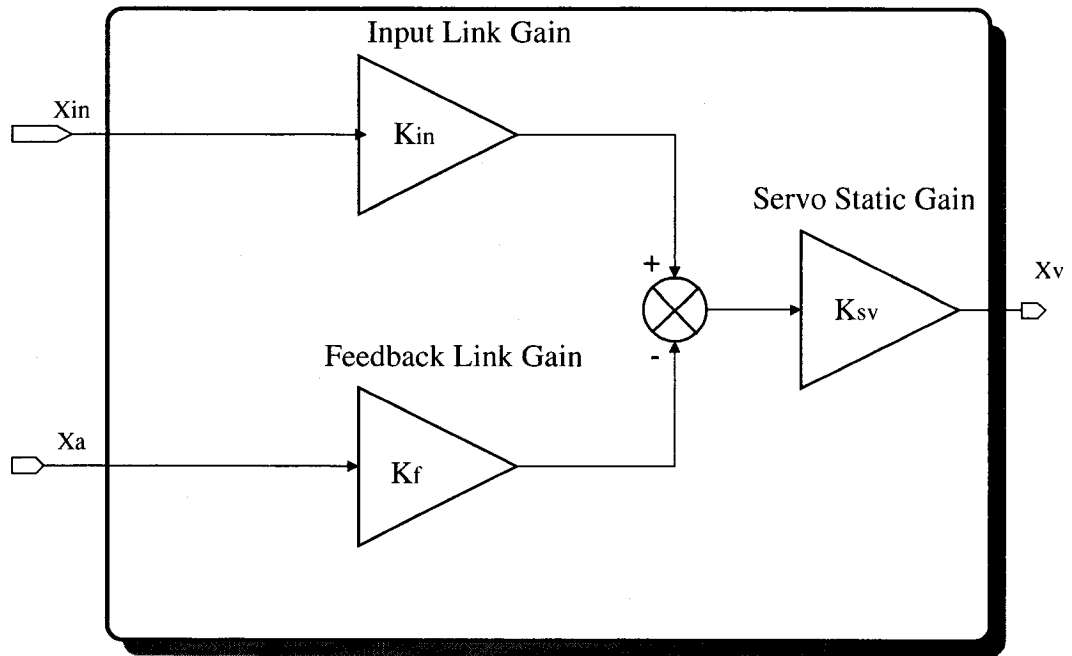 Input Link Gain
Xin
Kin
Servo Static Gain
+
Xv
Ksv
-
Feedback Link Gain
Xa
Kf